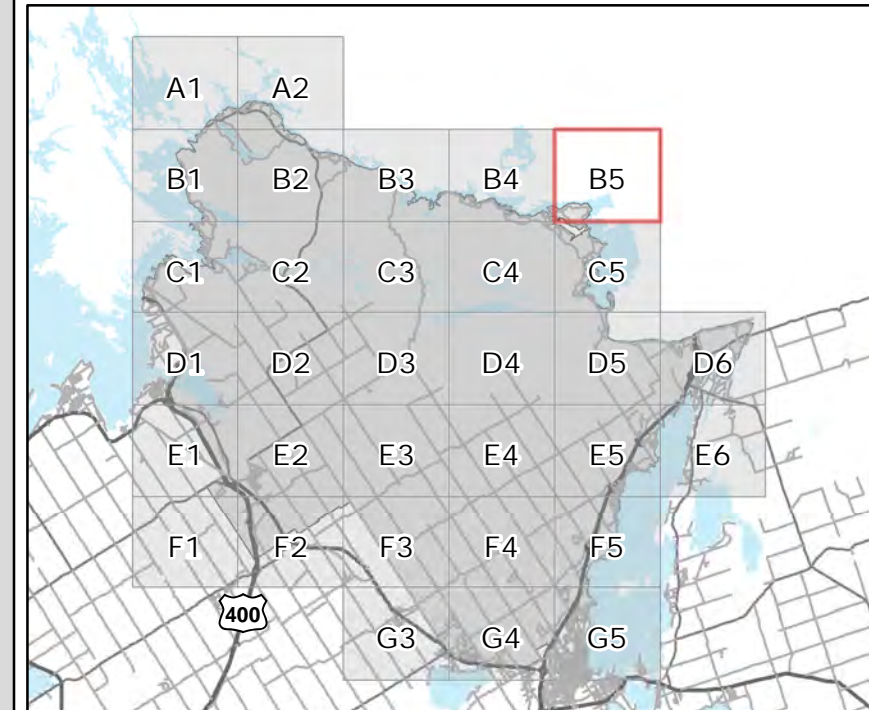 A1 A2
B1 B2 B3 B4 B5
C1 C2 C3 C4 C5
D1 D2 D3 D4 D5 D6
E1 E2 E3 E4 E5 E6
F1 F2 F3 F4 F5
400
G3 G4 G5